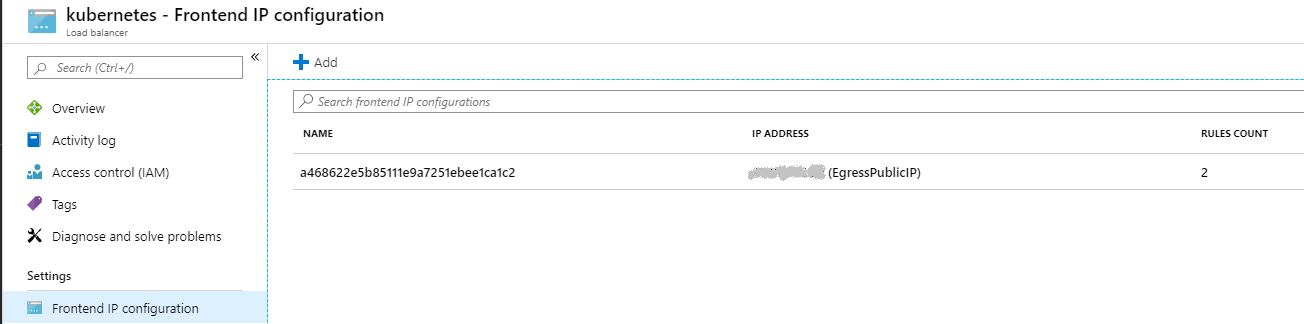 kubernetes - Frontend IP configuration
Load balancer
Search (Ctrl+/)
«
Overview
Activity log
Access control (IAM)
Tags
Diagnose and solve problems
Settings
Frontend IP configuration
+ Add
Search frontend IP configurations
NAME IP ADDRESS RULES COUNT
a468622e5b85111e9a7251ebee1ca1c2 (EgressPublicIP) 2